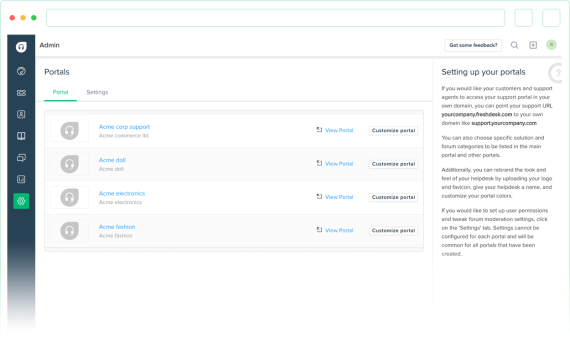 Admin
Got some feedback?
R
Portals
Portal
Settings
Acme corp support
Acme commerce ltd
View Portal
Customize portal
Acme doll
Acme doll
View Portal
Customize portal
Acme electronics
Acme electronics
View Portal
Customize portal
Acme fashion
Acme fashion
View Portal
Customize portal
Setting up your portals
If you would like your customers and support
agents to access your support portal in your
own domain, you can point your support URL
yourcompany.freshdesk.com to your own
domain like support.yourcompany.com
You can also choose specific solution and
forum categories to be listed in the main
portal and other portals.
Additionally, you can rebrand the look and
feel of your helpdesk by uploading your logo
and favicon, give your helpdesk a name, and
customize your portal colors.
If you would like to set up user permissions
and tweak forum moderation settings, click
on the 'Settings' tab. Settings cannot be
configured for each portal and will be
common for all portals that have been
created.